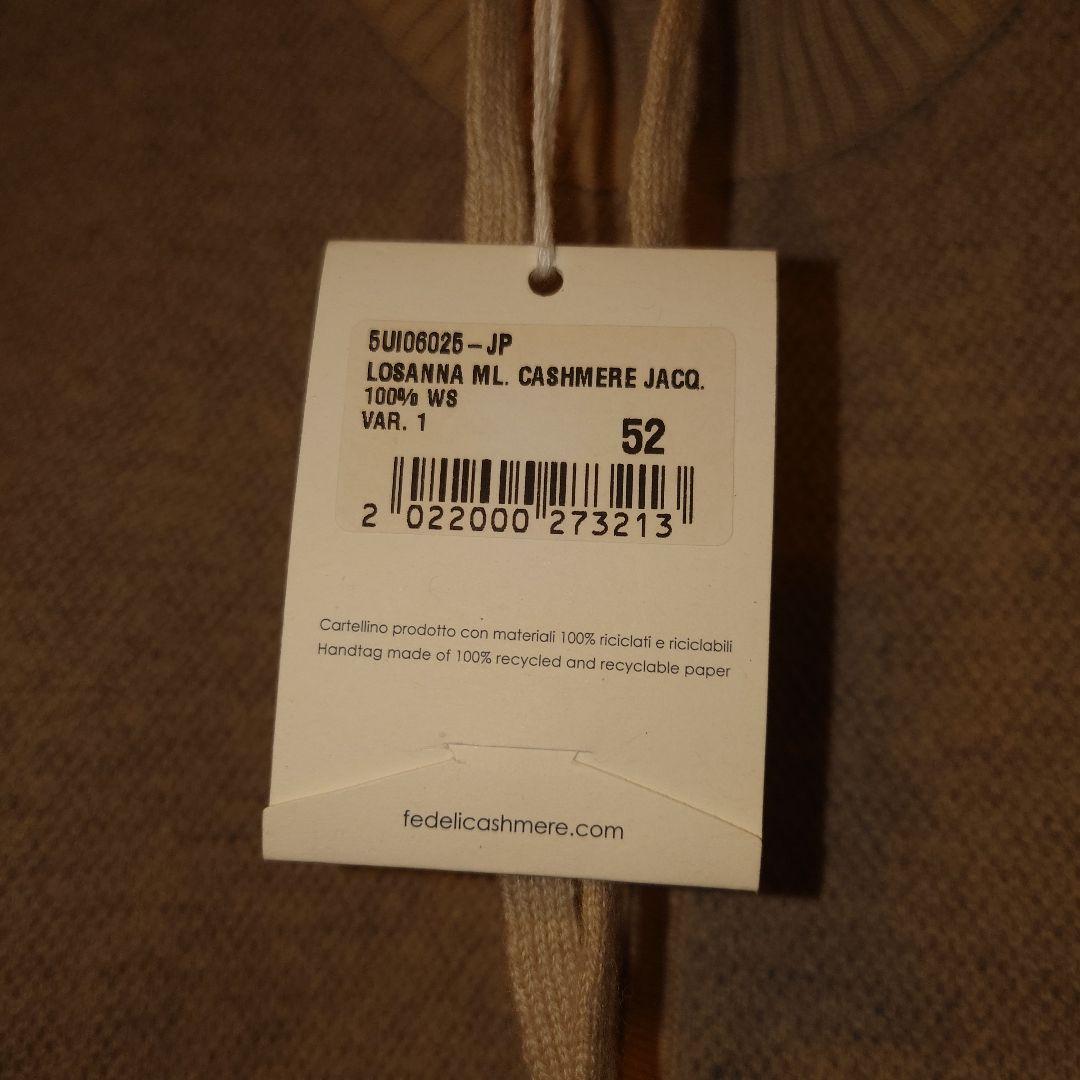 5UI06025-JP
LOSANNA ML. CASHMERE JACQ.
100% WS
VAR. 1
52
2 022000 273213
Cartellino prodotto con materiali 100% riciclati e riciclabili
Handtag made of 100% recycled and recyclable paper
fedelicashmere.com